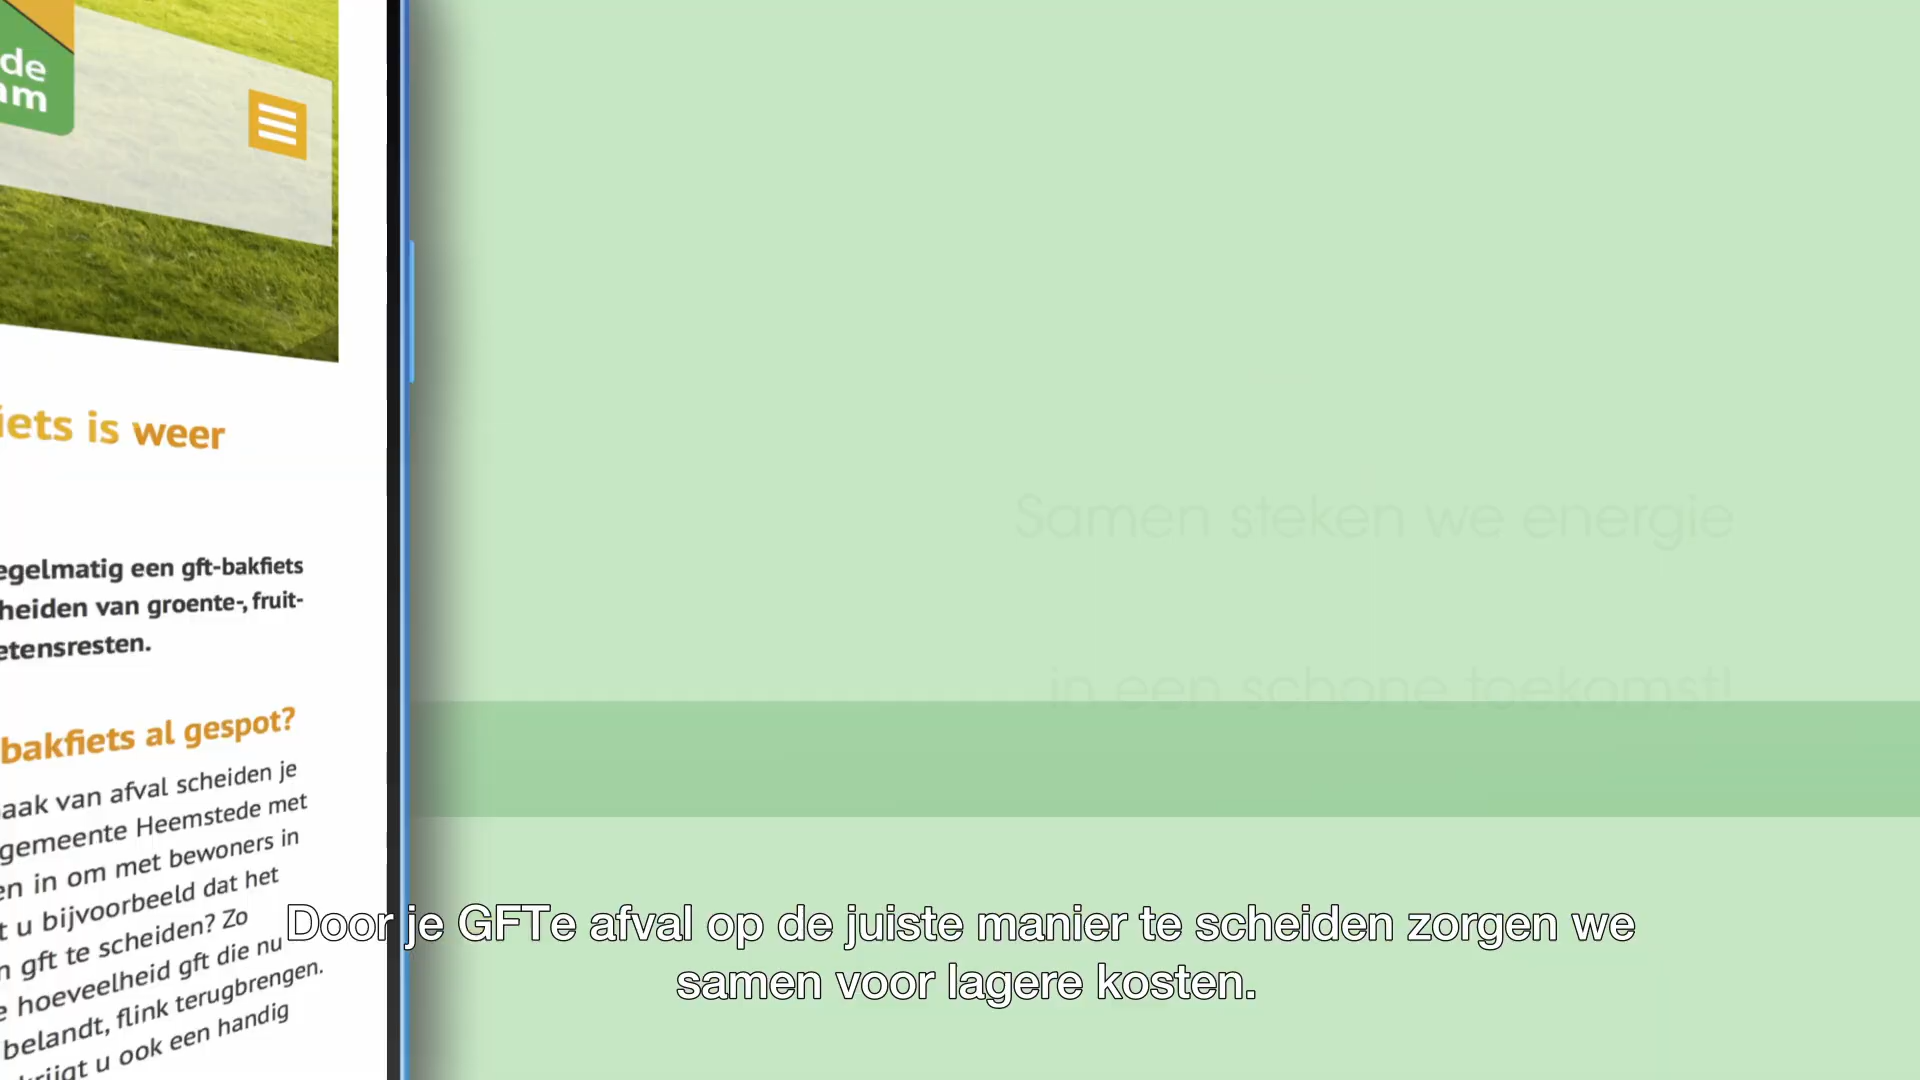 de
am
iets is weer
egelmatig een gft-bakfiets
heiden van groente-, fruit-
etensresten.
bakfiets al gespot?
aak van afval scheiden je
gemeente Heemstede met
en in om met bewoners in
t u bijvoorbeeld dat het
n gft te scheiden? Zo
e hoeveelheid gft die nu
belandt, flink terugbrengen.
krijgt u ook een handig
Samen steken we energie
in een schone toekomst!
Door je GFTe afval op de juiste manier te scheiden zorgen we
samen voor lagere kosten.